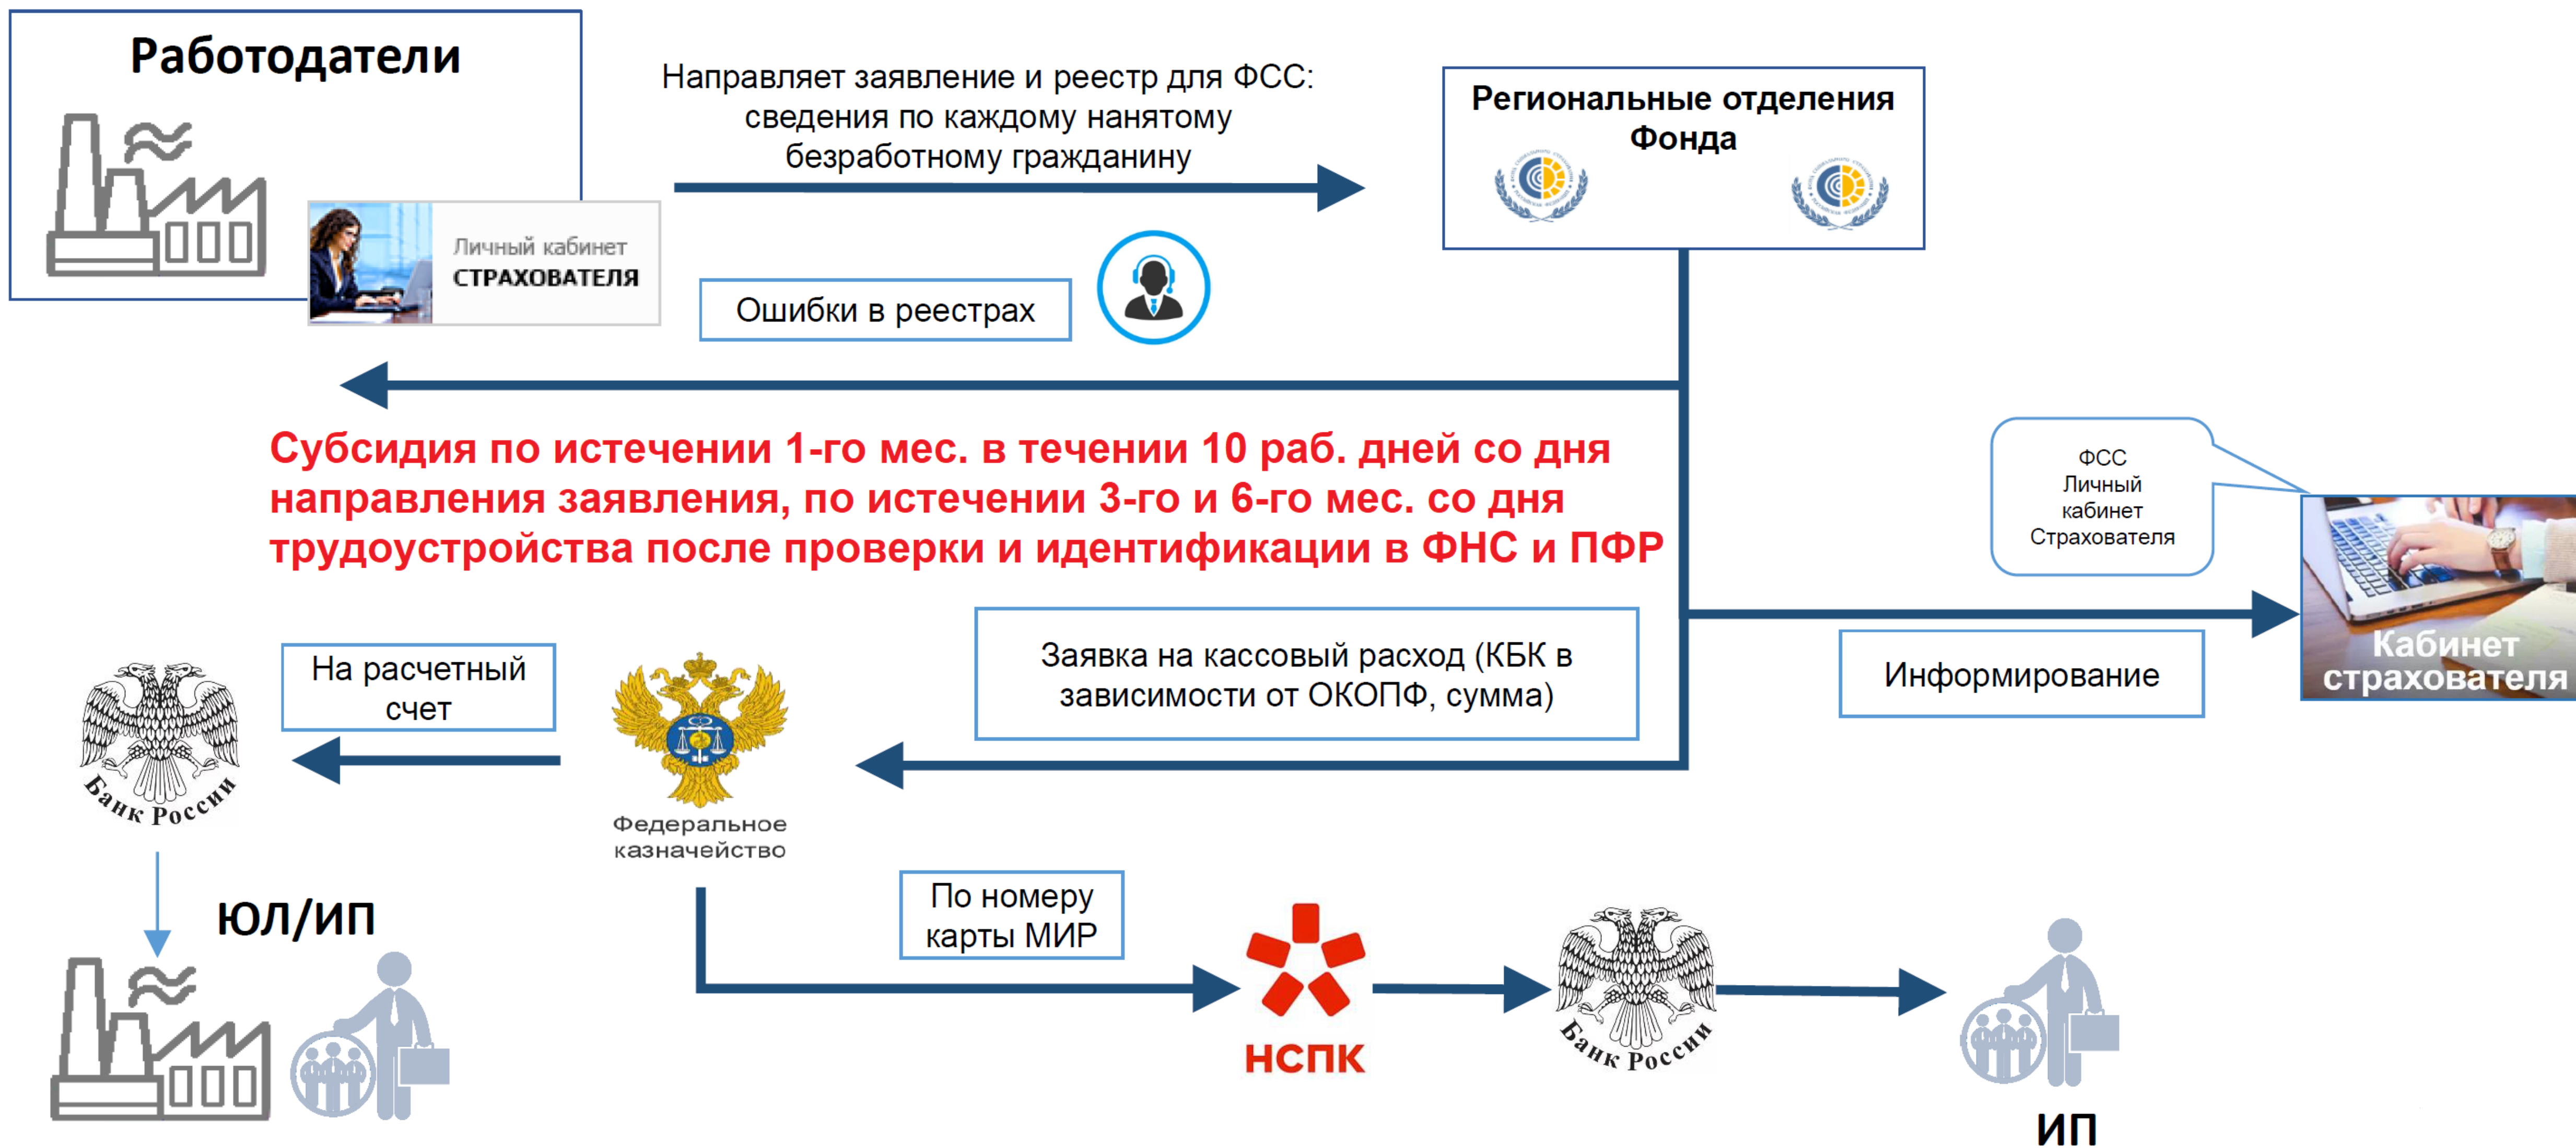 Работодатели
Личный кабинет
СТРАХОВАТЕЛЯ
Направляет заявление и реестр для ФСС:
сведения по каждому нанятому
безработному гражданину
Региональные отделения
Фонда
Ошибки в реестрах
Субсидия по истечении 1-го мес. в течении 10 раб. дней со дня
направления заявления, по истечении 3-го и 6-го мес. со дня
трудоустройства после проверки и идентификации в ФНС и ПФР
ФСС
Личный
кабинет
Страхователя
Кабинет
страхователя
Информирование
Заявка на кассовый расход (КБК в
зависимости от ОКОПФ, сумма)
На расчетный
счет
Банк России
Федеральное
казначейство
ЮЛ/ИП
По номеру
карты МИР
НСПК
Банк России
ИП